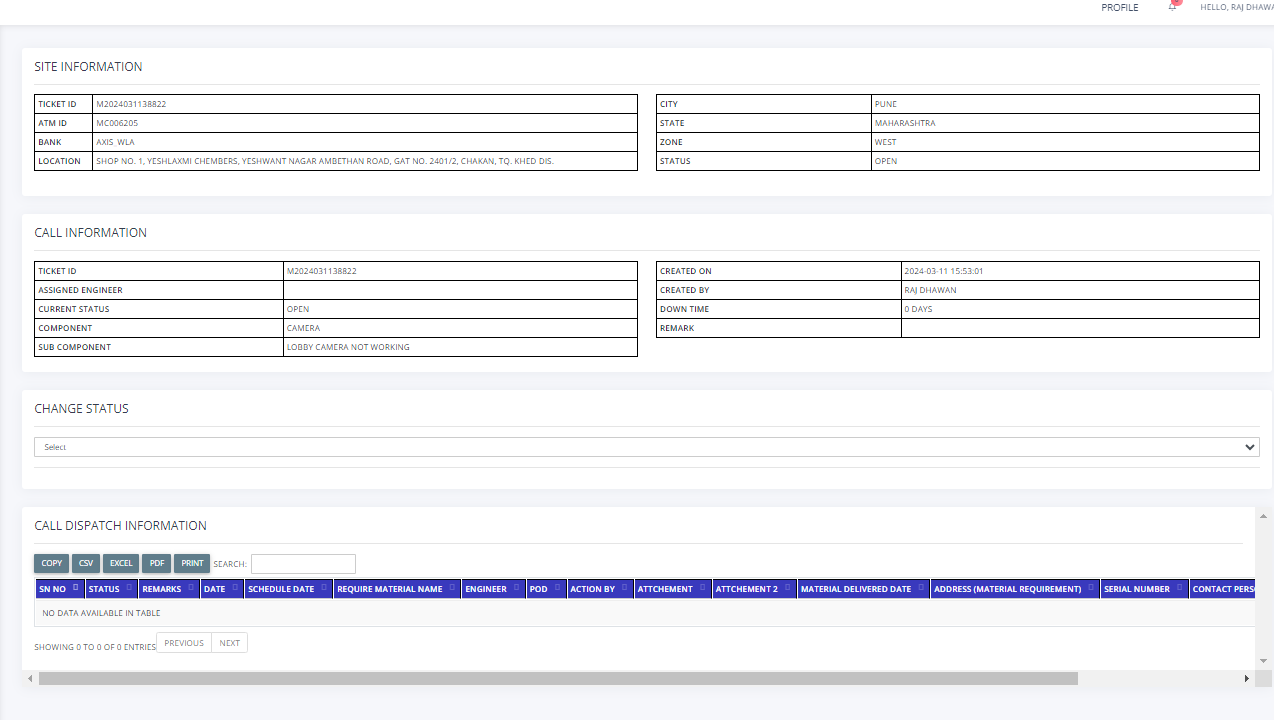 PROFILE HELLO, RAJ DHAWA
SITE INFORMATION
TICKET ID M2024031138822
ATM ID MC006205
BANK AXIS_WLA
LOCATION SHOP NO. 1, YESHLAXMI CHEMBERS, YESHWANT NAGAR AMBETHAN ROAD, GAT NO. 2401/2, CHAKAN, TQ. KHED DIS.
CITY PUNE
STATE MAHARASHTRA
ZONE WEST
STATUS OPEN
CALL INFORMATION
TICKET ID M2024031138822
ASSIGNED ENGINEER
CURRENT STATUS OPEN
COMPONENT CAMERA
SUB COMPONENT LOBBY CAMERA NOT WORKING
CREATED ON 2024-03-11 15:53:01
CREATED BY RAJ DHAWAN
DOWN TIME 0 DAYS
REMARK
CHANGE STATUS
Select
CALL DISPATCH INFORMATION
COPY CSV EXCEL PDF PRINT SEARCH:
SN NO STATUS REMARKS DATE SCHEDULE DATE REQUIRE MATERIAL NAME ENGINEER POD ACTION BY ATTCHEMENT ATTCHEMENT 2 MATERIAL DELIVERED DATE ADDRESS (MATERIAL REQUIREMENT) SERIAL NUMBER CONTACT PERS
NO DATA AVAILABLE IN TABLE
SHOWING 0 TO 0 OF 0 ENTRIES PREVIOUS NEXT